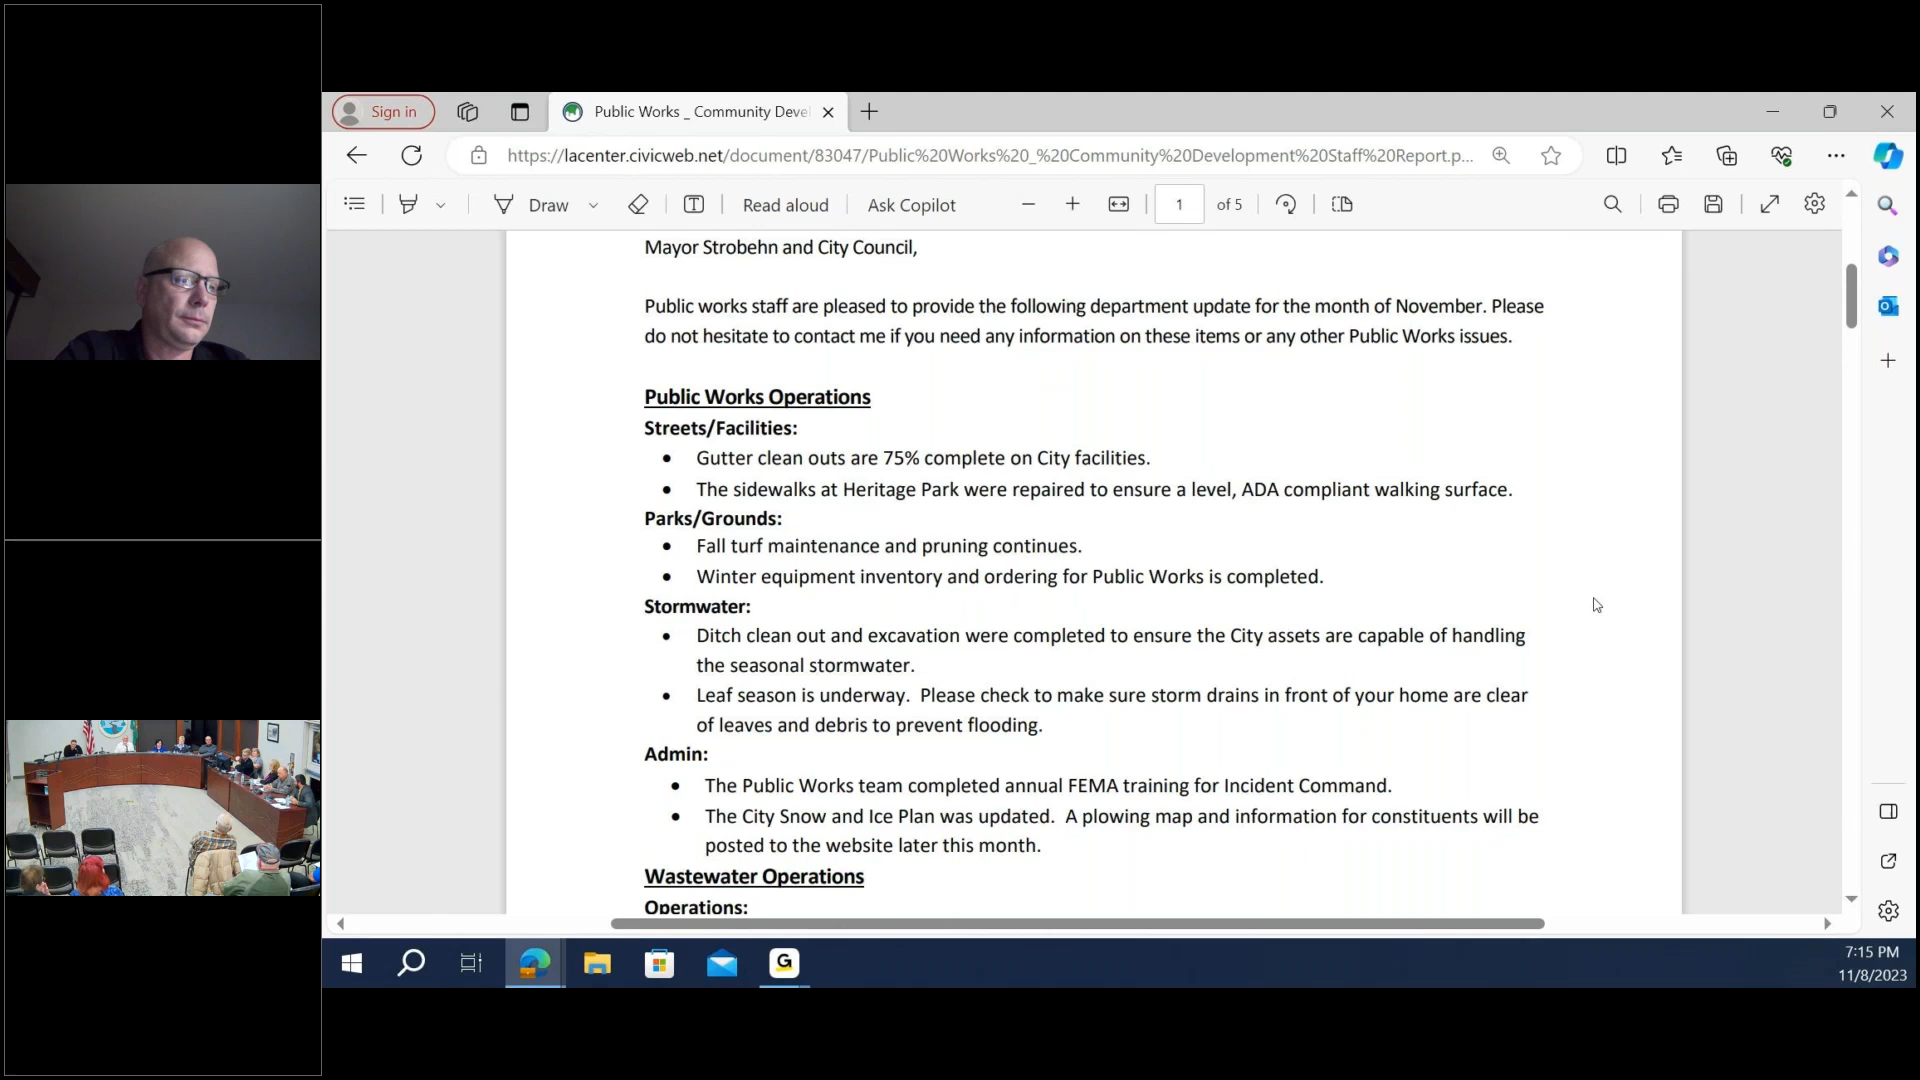 Sign in
Public Works _ Community Deve
https://lacenter.civicweb.net/document/83047/Public%20Works%20_%20Community%20Development%20Staff%20Report.p...
Draw
Read aloud
Ask Copilot
1
of 5
Mayor Strobehn and City Council,
Public works staff are pleased to provide the following department update for the month of November. Please
do not hesitate to contact me if you need any information on these items or any other Public Works issues.
Public Works Operations
Streets/Facilities:
• Gutter clean outs are 75% complete on City facilities.
• The sidewalks at Heritage Park were repaired to ensure a level, ADA compliant walking surface.
Parks/Grounds:
• Fall turf maintenance and pruning continues.
• Winter equipment inventory and ordering for Public Works is completed.
Stormwater:
• Ditch clean out and excavation were completed to ensure the City assets are capable of handling
the seasonal stormwater.
• Leaf season is underway.  Please check to make sure storm drains in front of your home are clear
of leaves and debris to prevent flooding.
Admin:
• The Public Works team completed annual FEMA training for Incident Command.
• The City Snow and Ice Plan was updated.  A plowing map and information for constituents will be
posted to the website later this month.
Wastewater Operations
Operations:
G
7:15 PM
11/8/2023